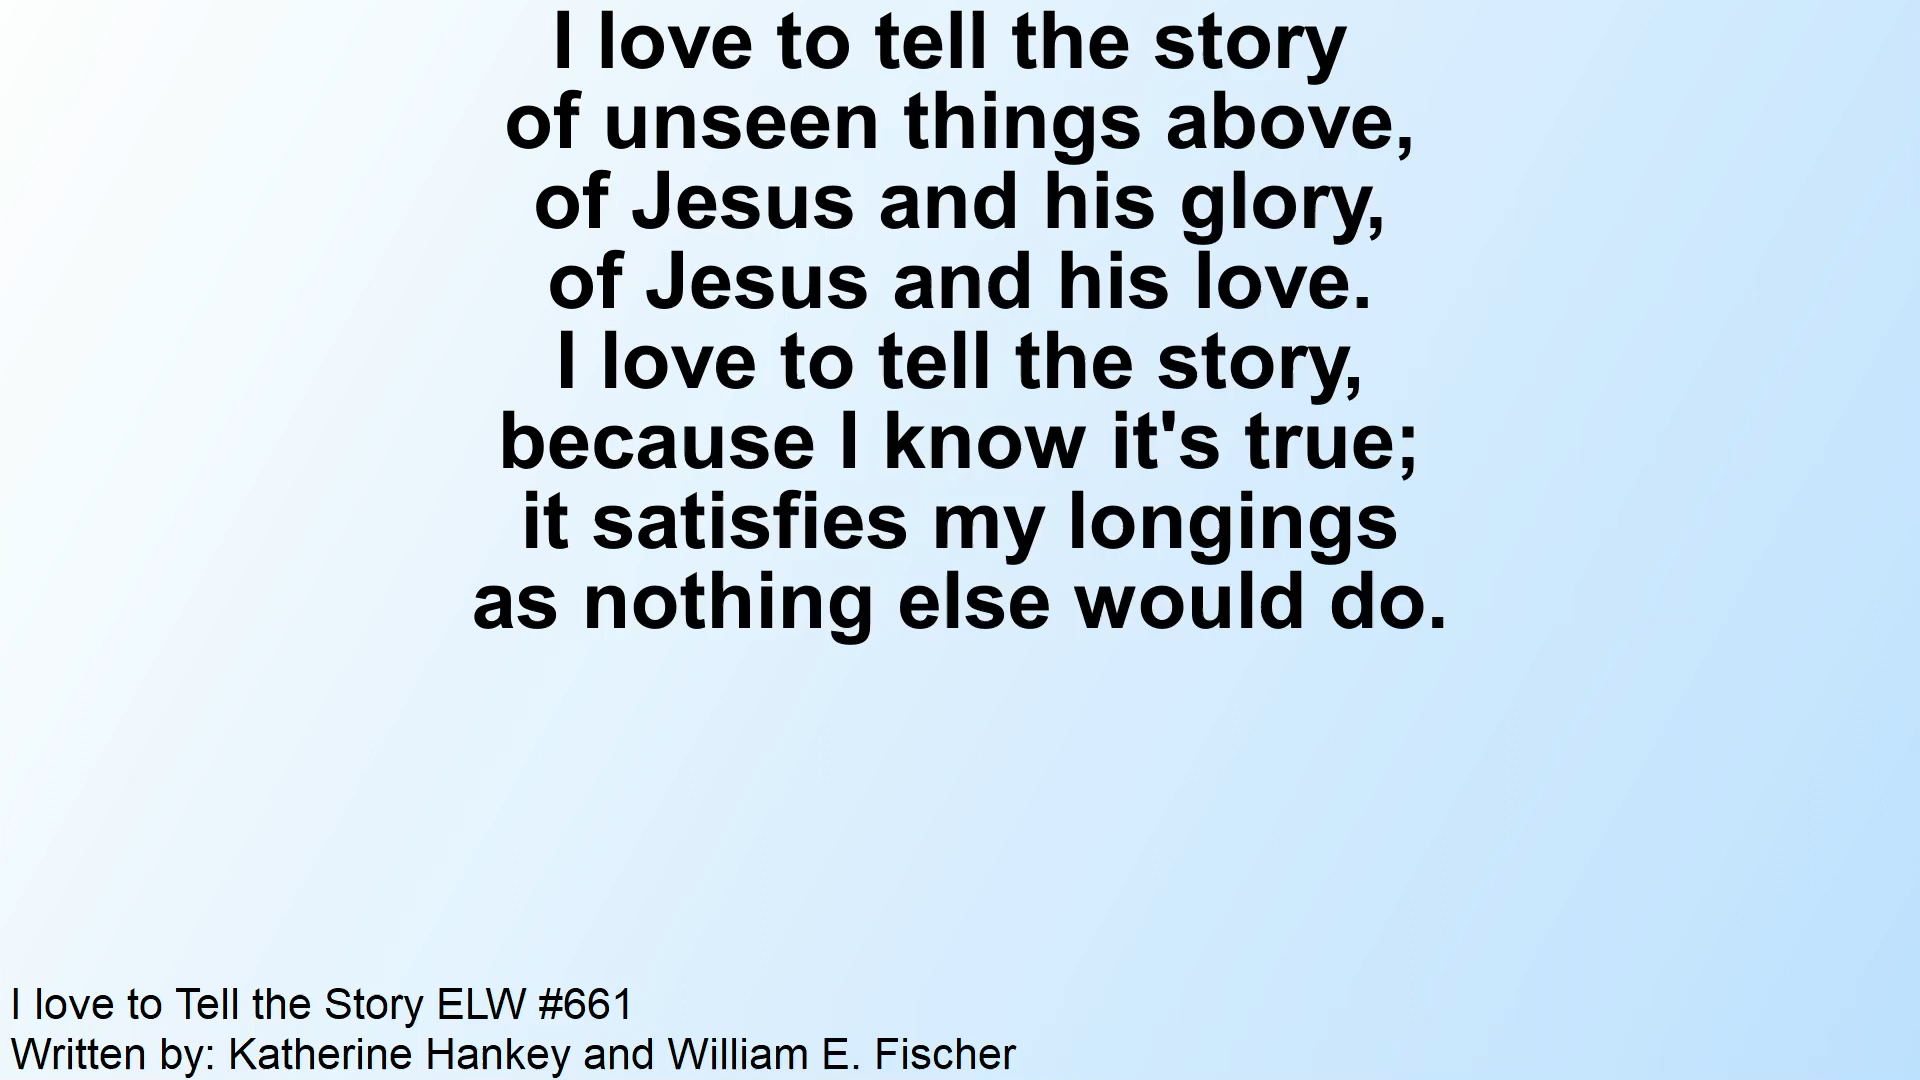 I love to tell the story
of unseen things above,
of Jesus and his glory,
of Jesus and his love.
I love to tell the story,
because I know it's true;
it satisfies my longings
as nothing else would do.
I love to Tell the Story ELW #661
Written by: Katherine Hankey and William E. Fischer